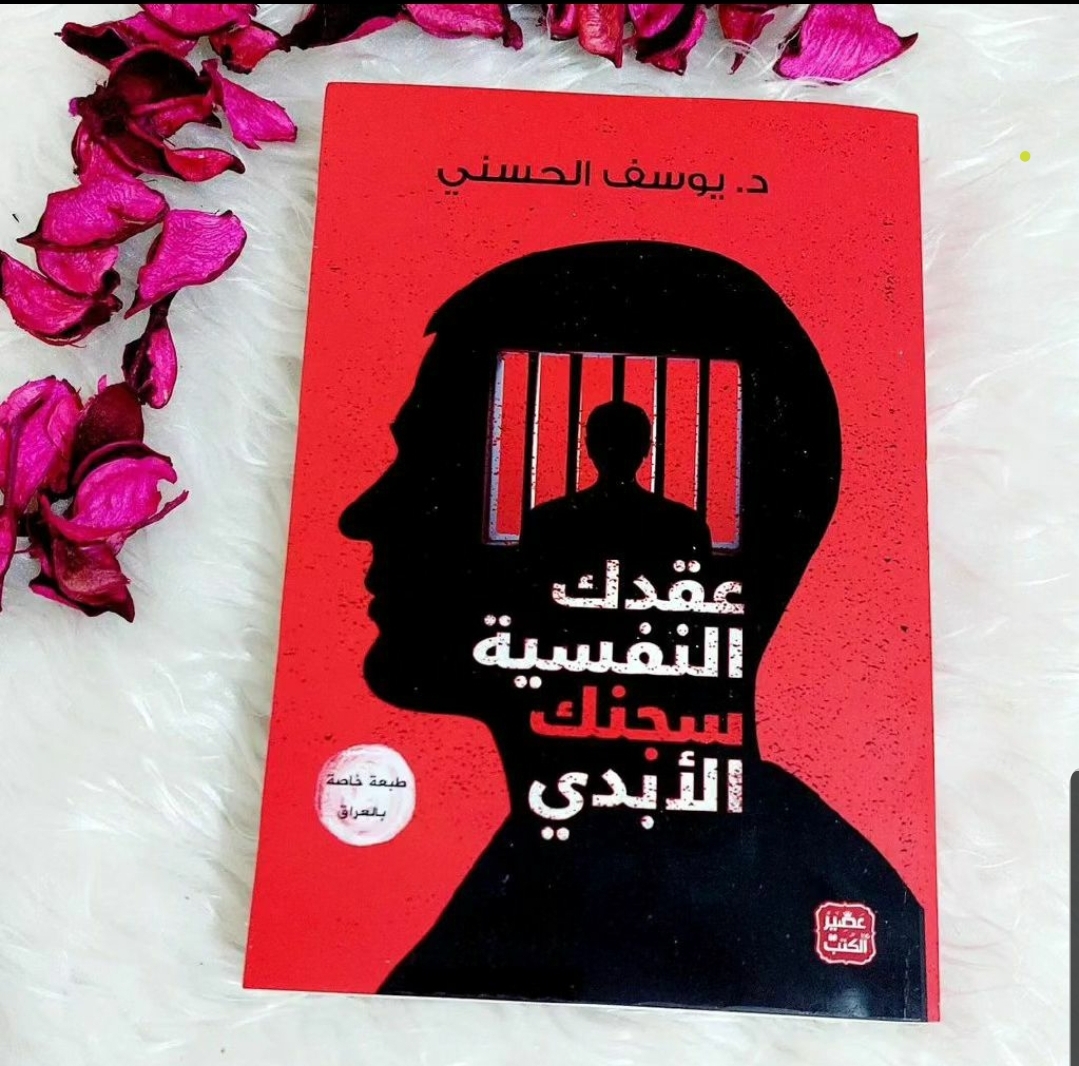 د. يوسف الحسني
عقدك
النفسية
سجنك
الأبدي
طبعة خاصة
بالعراق
عصير
الكتب